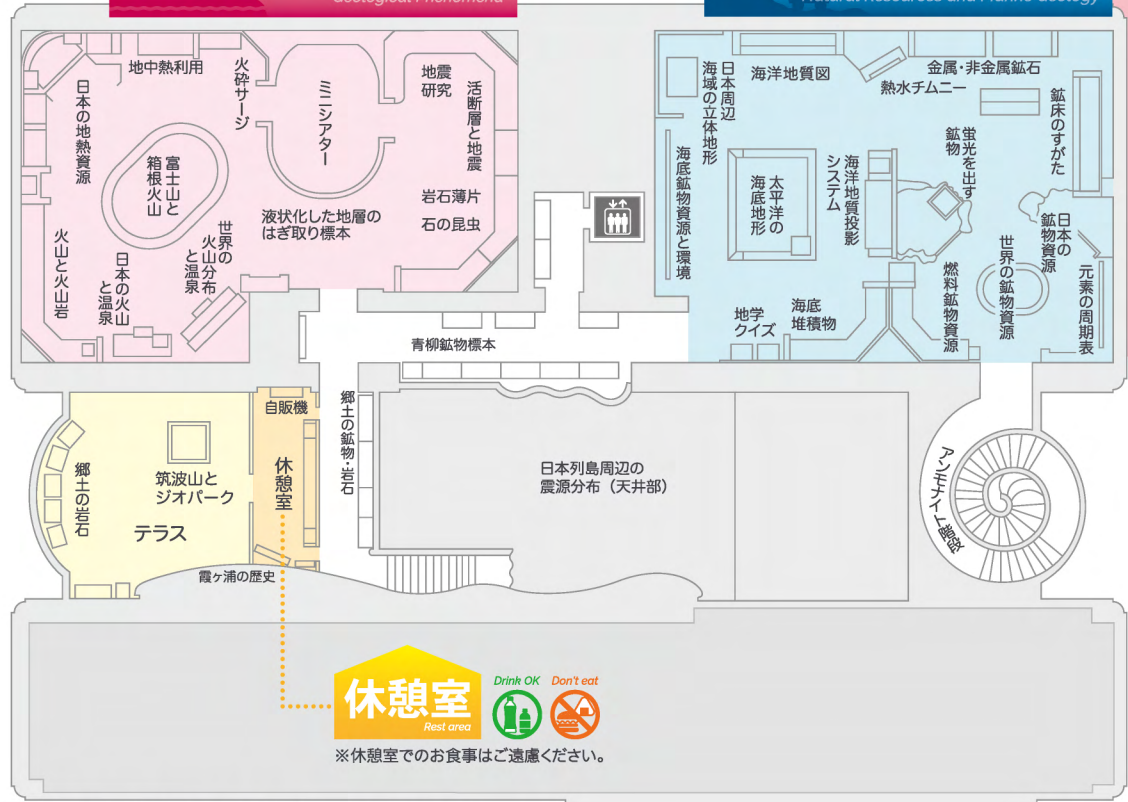 Geological Phenomena
Natural Resources and Marine Geology
地中熱利用
火砕サージ
ミニシアター
地震
研究
活断層と地震
日本の地熱資源
富士山と
箱根火山
岩石薄片
石の昆虫
液状化した地層の
はぎ取り標本
世界の
火山分布
と温泉
日本の火山
と温泉
火山と火山岩
日本周辺
海域の立体地形
海洋地質図
金属・非金属鉱石
熱水チムニー
鉱床のすがた
蛍光を出す
鉱物
海洋地質投影
システム
太平洋の
海底地形
海底鉱物資源と環境
日本の
鉱物資源
世界の鉱物資源
元素の周期表
燃料鉱物資源
海底
堆積物
地学
クイズ
青柳鉱物標本
自販機
休憩室
郷土の鉱物・岩石
郷土の岩石
筑波山と
ジオパーク
テラス
霞ヶ浦の歴史
日本列島周辺の
震源分布（天井部）
アンモナイト階段
休憩室
Rest area
Drink OK
Don't eat
※休憩室でのお食事はご遠慮ください。